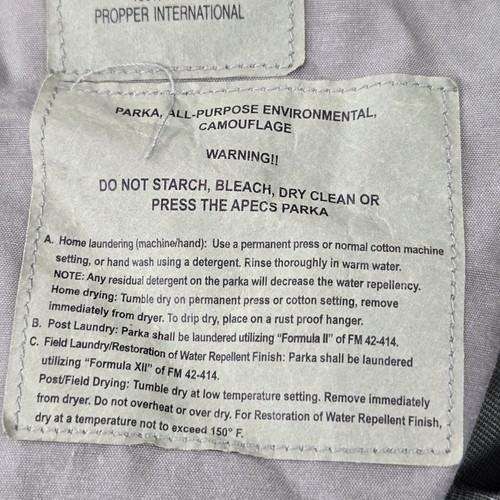 PROPPER INTERNATIONAL
PARKA, ALL-PURPOSE ENVIRONMENTAL,
CAMOUFLAGE
WARNING!!
DO NOT STARCH, BLEACH, DRY CLEAN OR
PRESS THE APECS PARKA
A. Home laundering (machine/hand): Use a permanent press or normal cotton machine
setting, or hand wash using a detergent. Rinse thoroughly in warm water.
NOTE: Any residual detergent on the parka will decrease the water repellency.
Home drying: Tumble dry on permanent press or cotton setting, remove
immediately from dryer. To drip dry, place on a rust proof hanger.
B. Post Laundry: Parka shall be laundered utilizing “Formula II” of FM 42-414.
C. Field Laundry/Restoration of Water Repellent Finish: Parka shall be laundered
utilizing “Formula XII” of FM 42-414.
Post/Field Drying: Tumble dry at low temperature setting. Remove immediately
from dryer. Do not overheat or over dry. For Restoration of Water Repellent Finish,
dry at a temperature not to exceed 150° F.